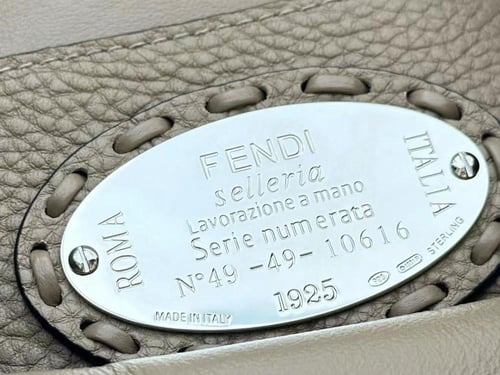 FENDI
selleria
Lavorazione a mano
Serie numerata
N° 49 -49- 10616
1925
ROMA
ITALIA
MADE IN ITALY
STERLING